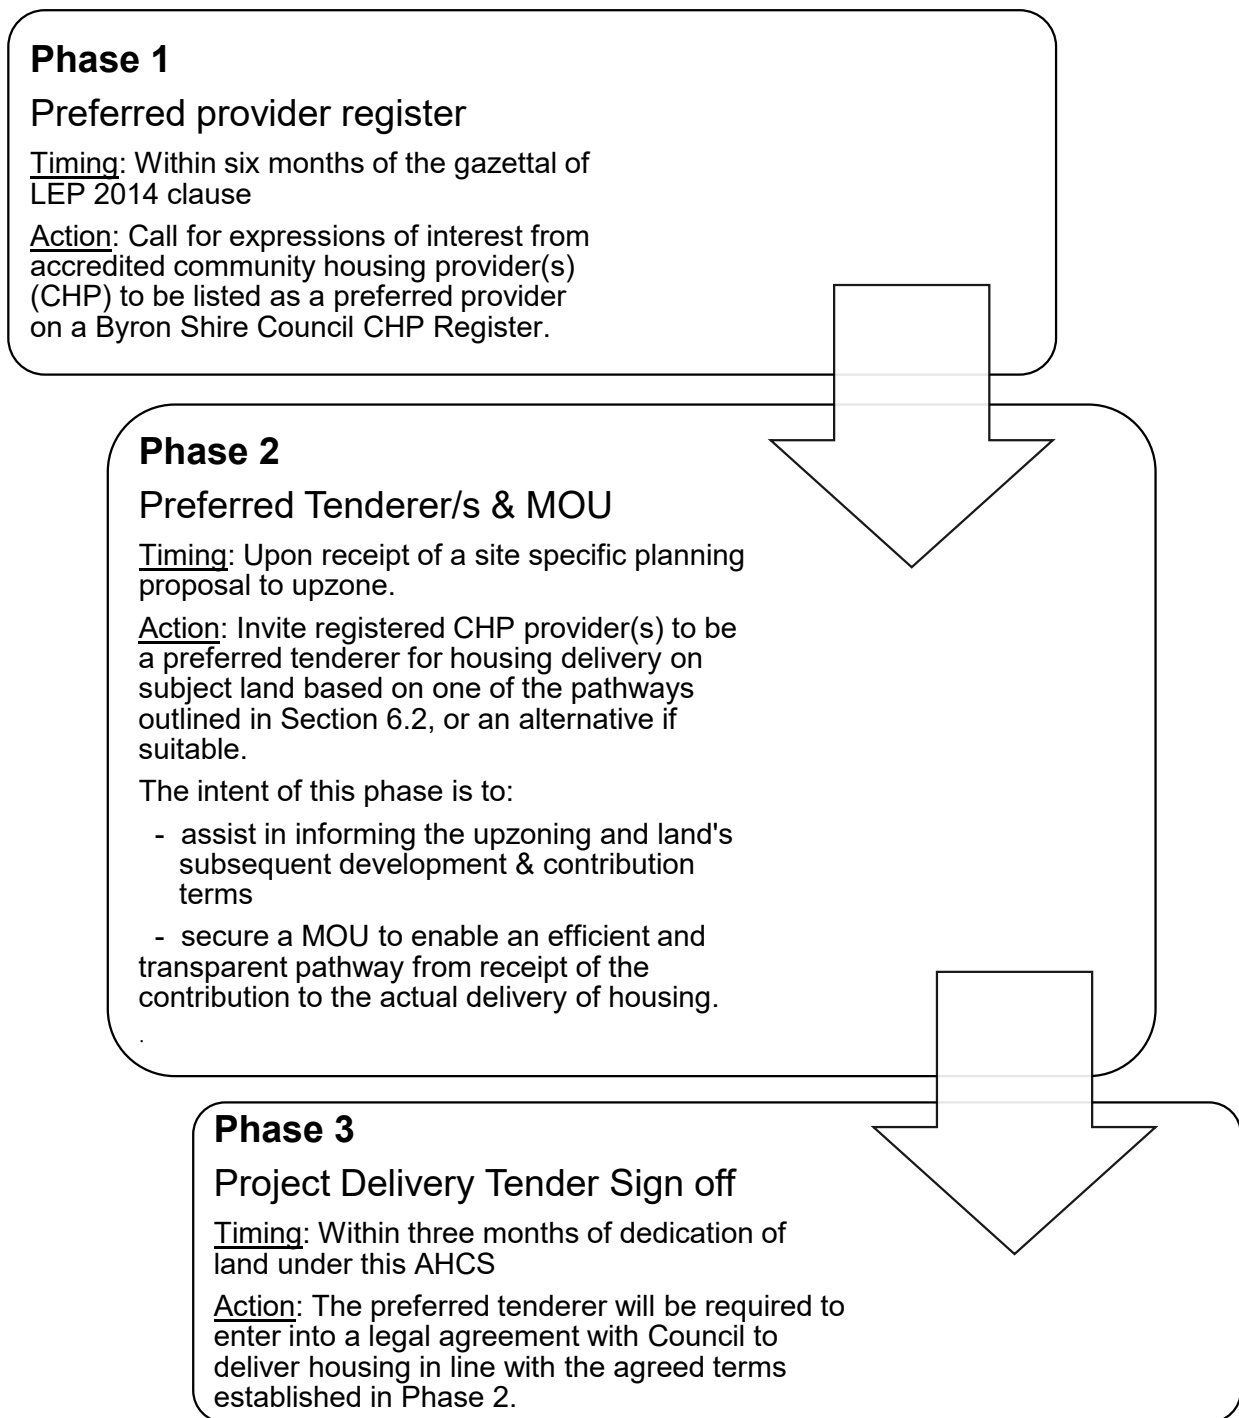 Phase 1
Preferred provider register
Timing: Within six months of the gazettal of
LEP 2014 clause
Action: Call for expressions of interest from
accredited community housing provider(s)
(CHP) to be listed as a preferred provider
on a Byron Shire Council CHP Register.
Phase 2
Preferred Tenderer/s & MOU
Timing: Upon receipt of a site specific planning
proposal to upzone.
Action: Invite registered CHP provider(s) to be
a preferred tenderer for housing delivery on
subject land based on one of the pathways
outlined in Section 6.2, or an alternative if
suitable.
The intent of this phase is to:
- assist in informing the upzoning and land's
subsequent development & contribution
terms
- secure a MOU to enable an efficient and
transparent pathway from receipt of the
contribution to the actual delivery of housing.
.
Phase 3
Project Delivery Tender Sign off
Timing: Within three months of dedication of
land under this AHCS
Action: The preferred tenderer will be required to
enter into a legal agreement with Council to
deliver housing in line with the agreed terms
established in Phase 2.